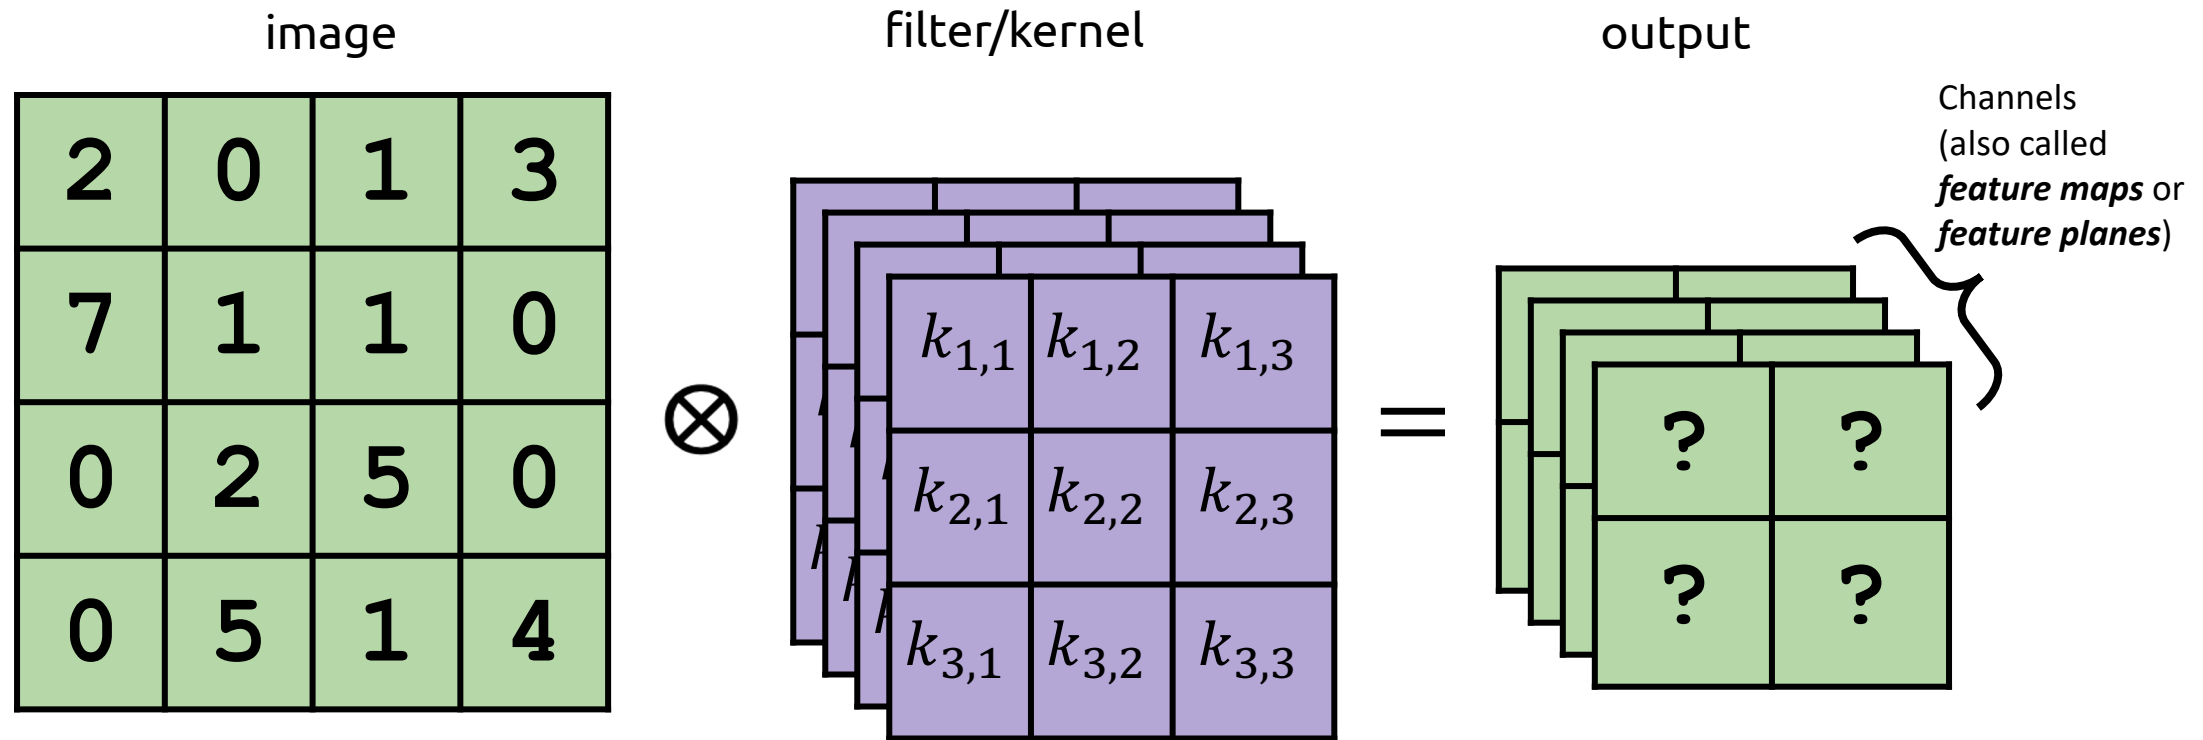 image
filter/kernel
output
Channels
(also called
feature maps or
feature planes)
2 0 1 3
7 1 1 0
0 2 5 0
0 5 1 4
⊗
k1,1 k1,2 k1,3
k2,1 k2,2 k2,3
k3,1 k3,2 k3,3
=
? ?
? ?